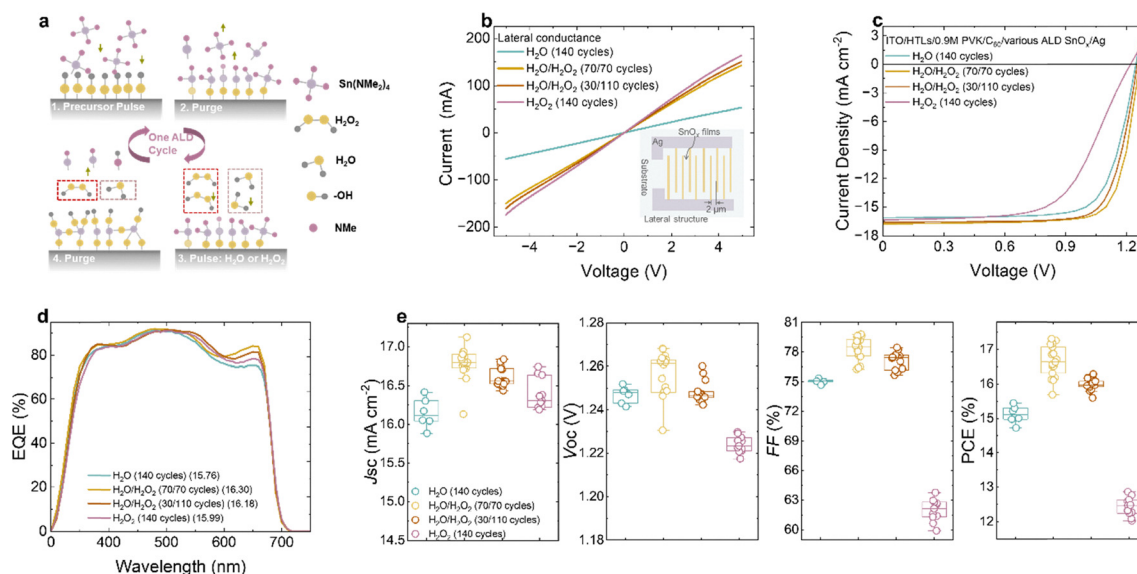 a
Sn(NMe₂)₄
1. Precursor Pulse
2. Purge
H₂O₂
One ALD
Cycle
H₂O
-OH
NMe
4. Purge
3. Pulse: H₂O or H₂O₂
b
Lateral conductance
H₂O (140 cycles)
H₂O/H₂O₂ (70/70 cycles)
H₂O/H₂O₂ (30/110 cycles)
H₂O₂ (140 cycles)
SnOₓ films
Ag
Substrate
2 μm
Lateral structure
Current (mA)
200
100
0
−100
−200
−4 −2 0 2 4
Voltage (V)
c
ITO/HTLs/0.9M PVK/C₆₀/various ALD SnOₓ/Ag
H₂O (140 cycles)
H₂O/H₂O₂ (70/70 cycles)
H₂O/H₂O₂ (30/110 cycles)
H₂O₂ (140 cycles)
Current Density (mA cm⁻²)
3
0
−3
−6
−9
−12
−15
−18
0.0 0.3 0.6 0.9 1.2
Voltage (V)
d
EQE (%)
80
60
40
20
0
H₂O (140 cycles) (15.76)
H₂O/H₂O₂ (70/70 cycles) (16.30)
H₂O/H₂O₂ (30/110 cycles) (16.18)
H₂O₂ (140 cycles) (15.99)
0 100 200 300 400 500 600 700
Wavelength (nm)
e
Jsc (mA cm⁻²)
17.0
16.5
16.0
15.5
15.0
14.5
H₂O (140 cycles)
H₂O/H₂O₂ (70/70 cycles)
H₂O/H₂O₂ (30/110 cycles)
H₂O₂ (140 cycles)
Voc (V)
1.28
1.26
1.24
1.22
1.20
1.18
FF (%)
81
78
75
72
69
66
63
60
PCE (%)
17
16
15
14
13
12